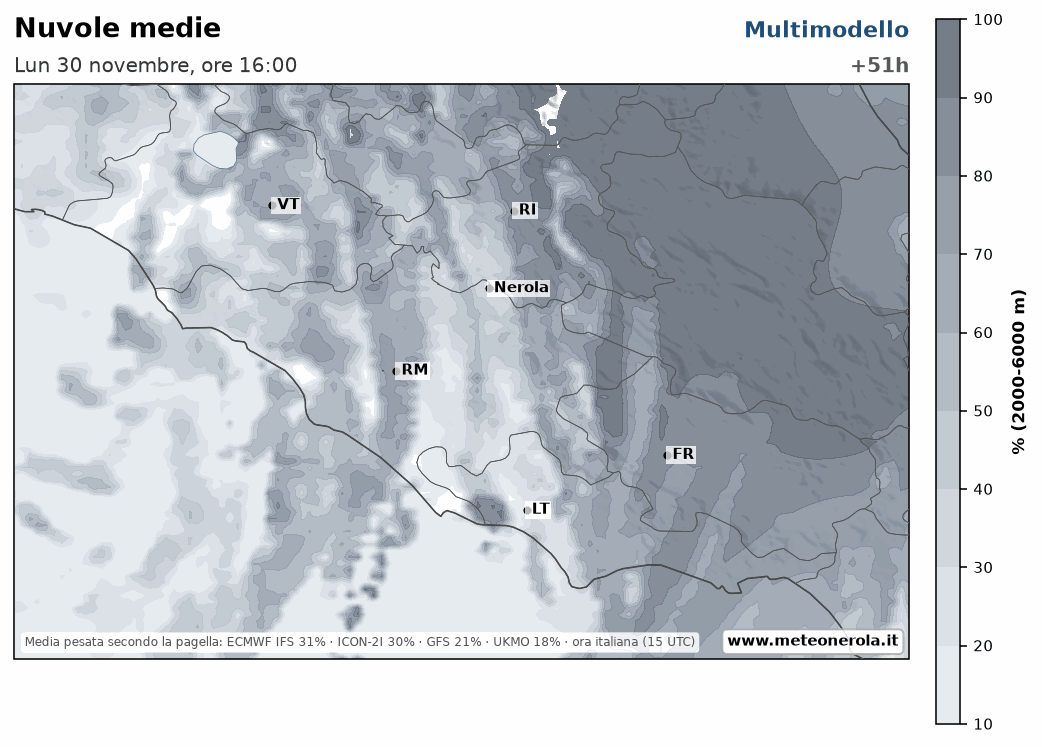 Nuvole medie
Multimodello
Lun 30 novembre, ore 16:00
+51h
VT
RI
Nerola
RM
FR
LT
Media pesata secondo la pagella: ECMWF IFS 31% · ICON-2I 30% · GFS 21% · UKMO 18% · ora italiana (15 UTC)
www.meteonerola.it
100
90
80
70
60
50
40
30
20
10
% (2000-6000 m)